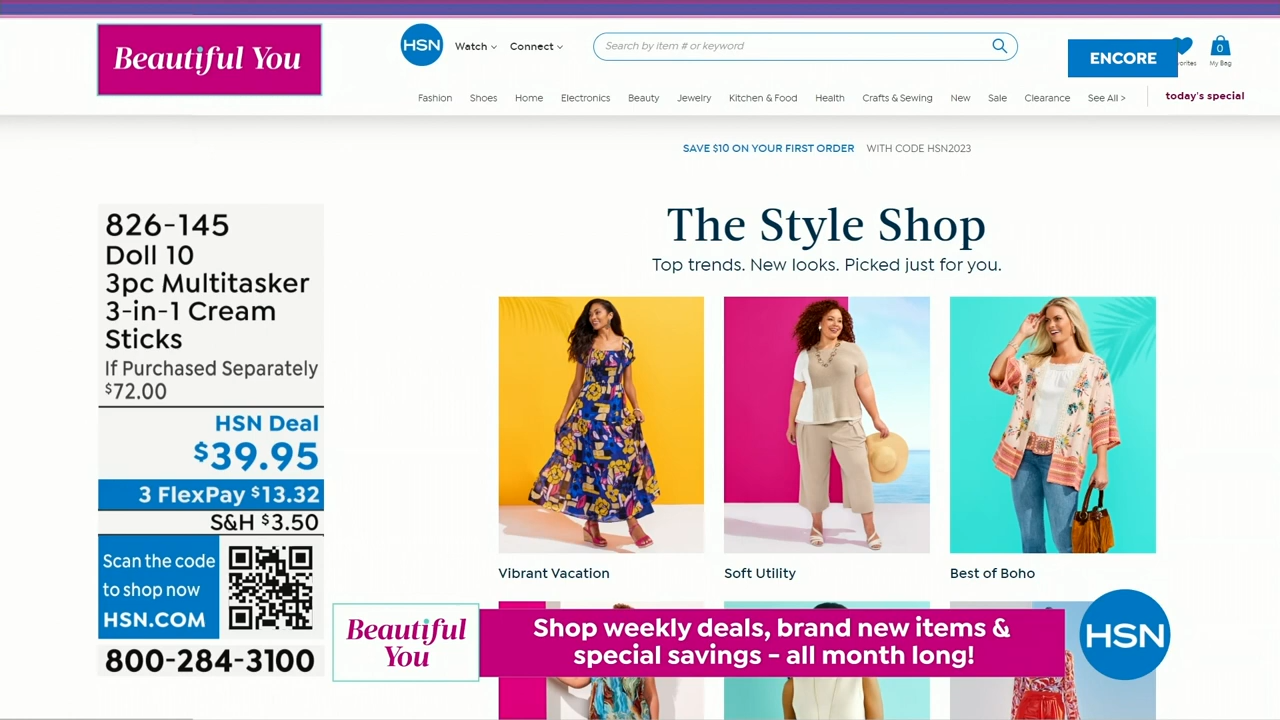 Beautiful You
HSN
Watch
Connect
Search by item # or keyword
ENCORE
orites
0
My Bag
Fashion
Shoes
Home
Electronics
Beauty
Jewelry
Kitchen & Food
Health
Crafts & Sewing
New
Sale
Clearance
See All >
today's special
SAVE $10 ON YOUR FIRST ORDER WITH CODE HSN2023
826-145
Doll 10
3pc Multitasker
3-in-1 Cream
Sticks
If Purchased Separately
$72.00
HSN Deal
$39.95
3 FlexPay $13.32
S&H $3.50
Scan the code
to shop now
HSN.COM
800-284-3100
The Style Shop
Top trends. New looks. Picked just for you.
Vibrant Vacation
Soft Utility
Best of Boho
Beautiful
You
Shop weekly deals, brand new items &
special savings - all month long!
HSN